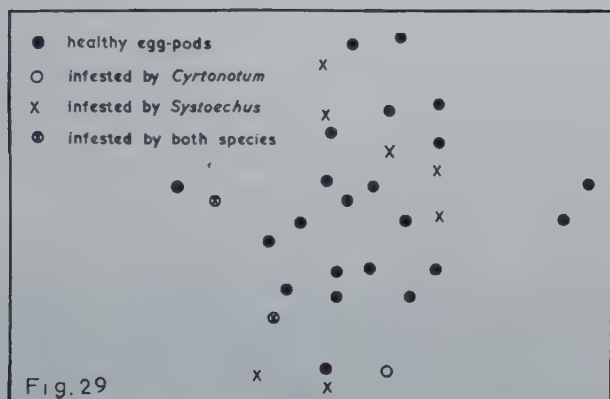 healthy egg-pods
infested by Cyrtonotum
x infested by Systoechus
infested by both species
Fig.29